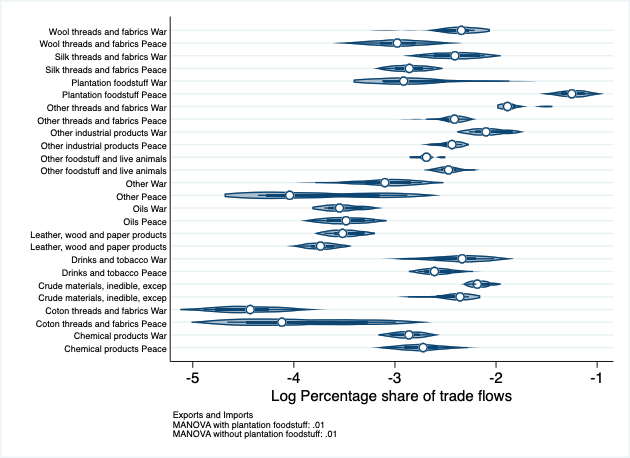 Wool threads and fabrics War
Wool threads and fabrics Peace
Silk threads and fabrics War
Silk threads and fabrics Peace
Plantation foodstuff War
Plantation foodstuff Peace
Other threads and fabrics War
Other threads and fabrics Peace
Other industrial products War
Other industrial products Peace
Other foodstuff and live animals
Other foodstuff and live animals
Other War
Other Peace
Oils War
Oils Peace
Leather, wood and paper products
Leather, wood and paper products
Drinks and tobacco War
Drinks and tobacco Peace
Crude materials, inedible, excep
Crude materials, inedible, excep
Coton threads and fabrics War
Coton threads and fabrics Peace
Chemical products War
Chemical products Peace
-5 -4 -3 -2 -1
Log Percentage share of trade flows
Exports and Imports
MANOVA with plantation foodstuff: .01
MANOVA without plantation foodstuff: .01